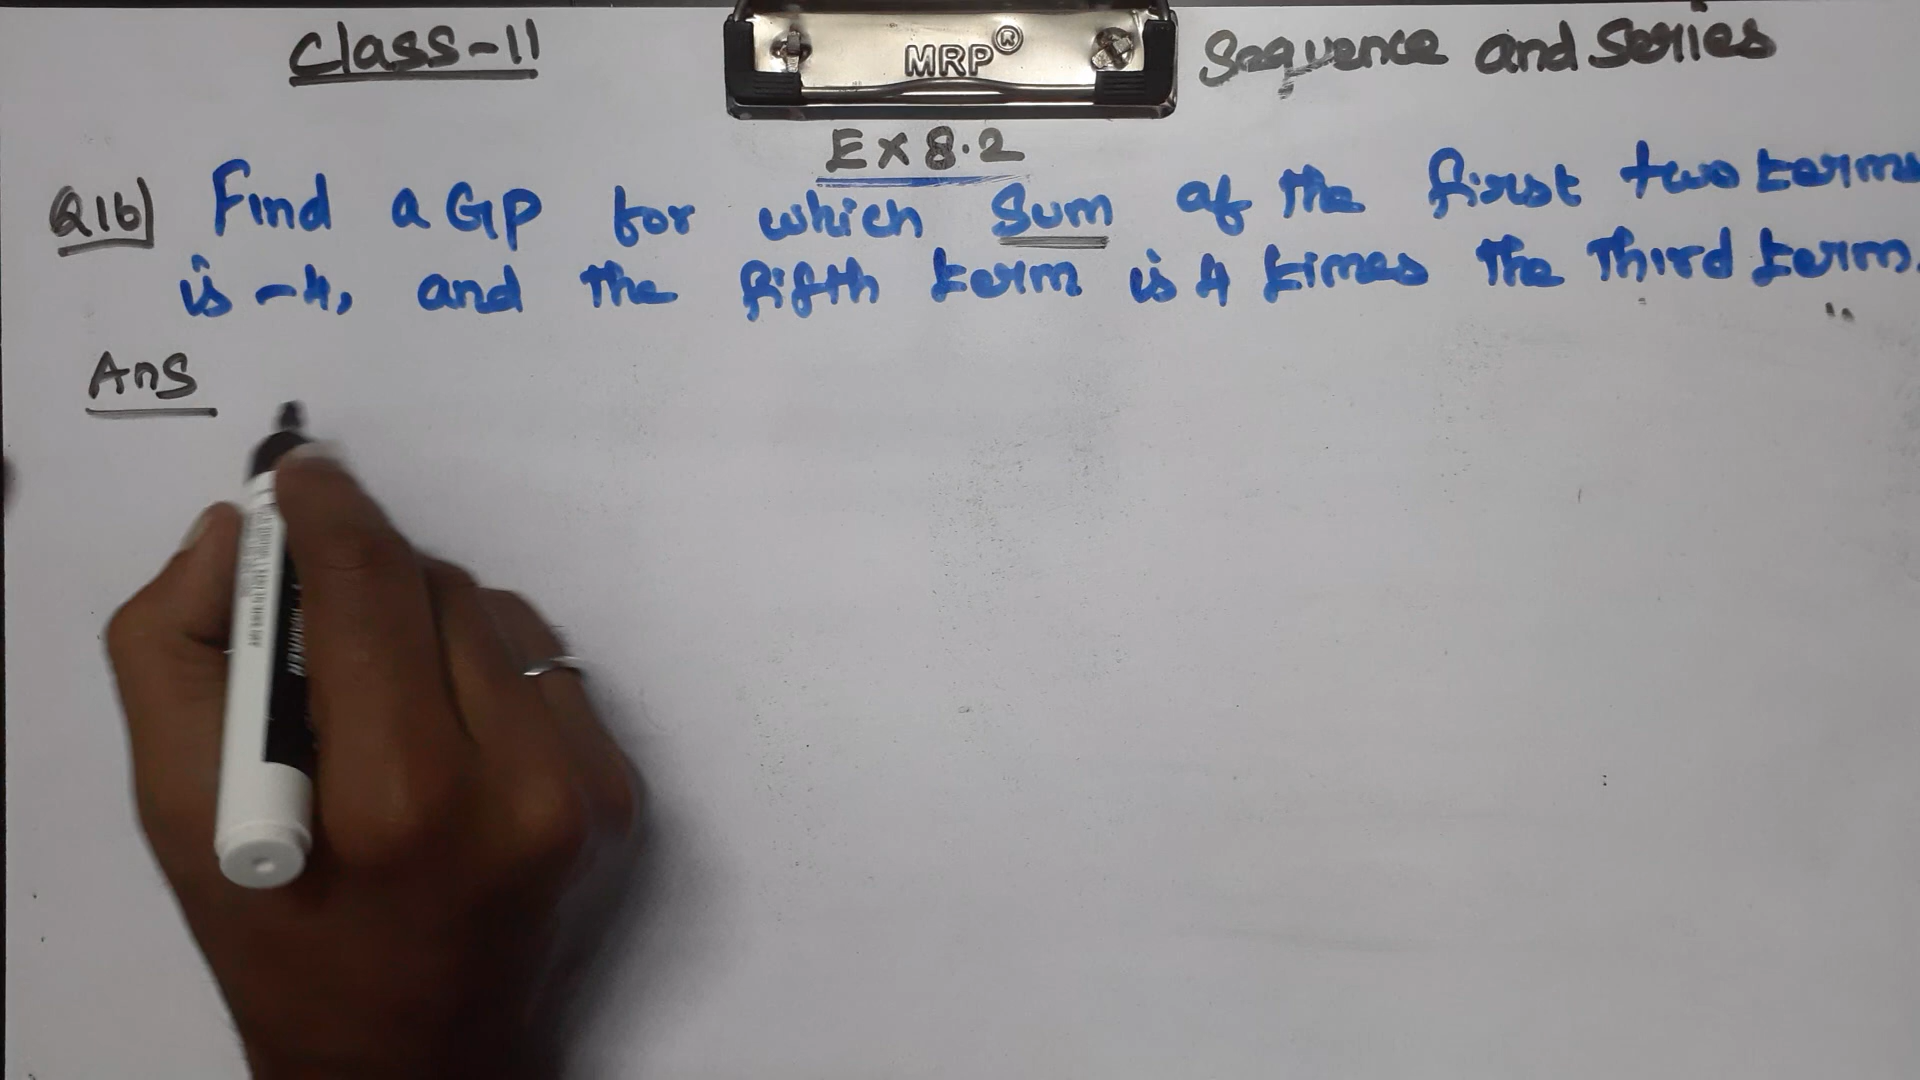 Class-11
MRP®
Sequence and Series
Ex 8.2
Q16) Find a GP for which Sum of the first two terms
is -4, and the fifth term is 4 times the third term.
Ans